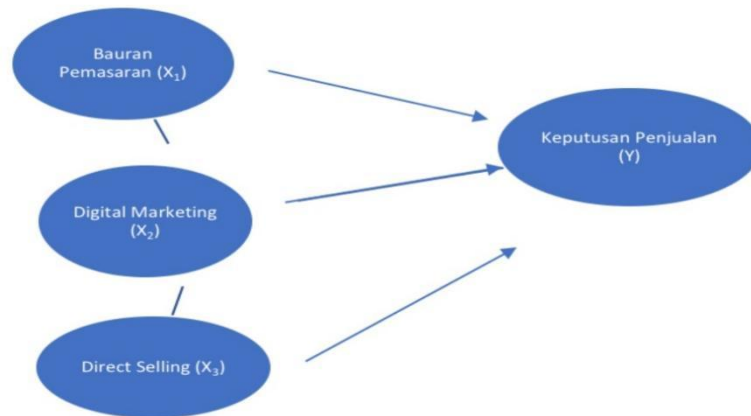 Bauran
Pemasaran (X₁)
Keputusan Penjualan
(Y)
Digital Marketing
(X₂)
Direct Selling (X₃)